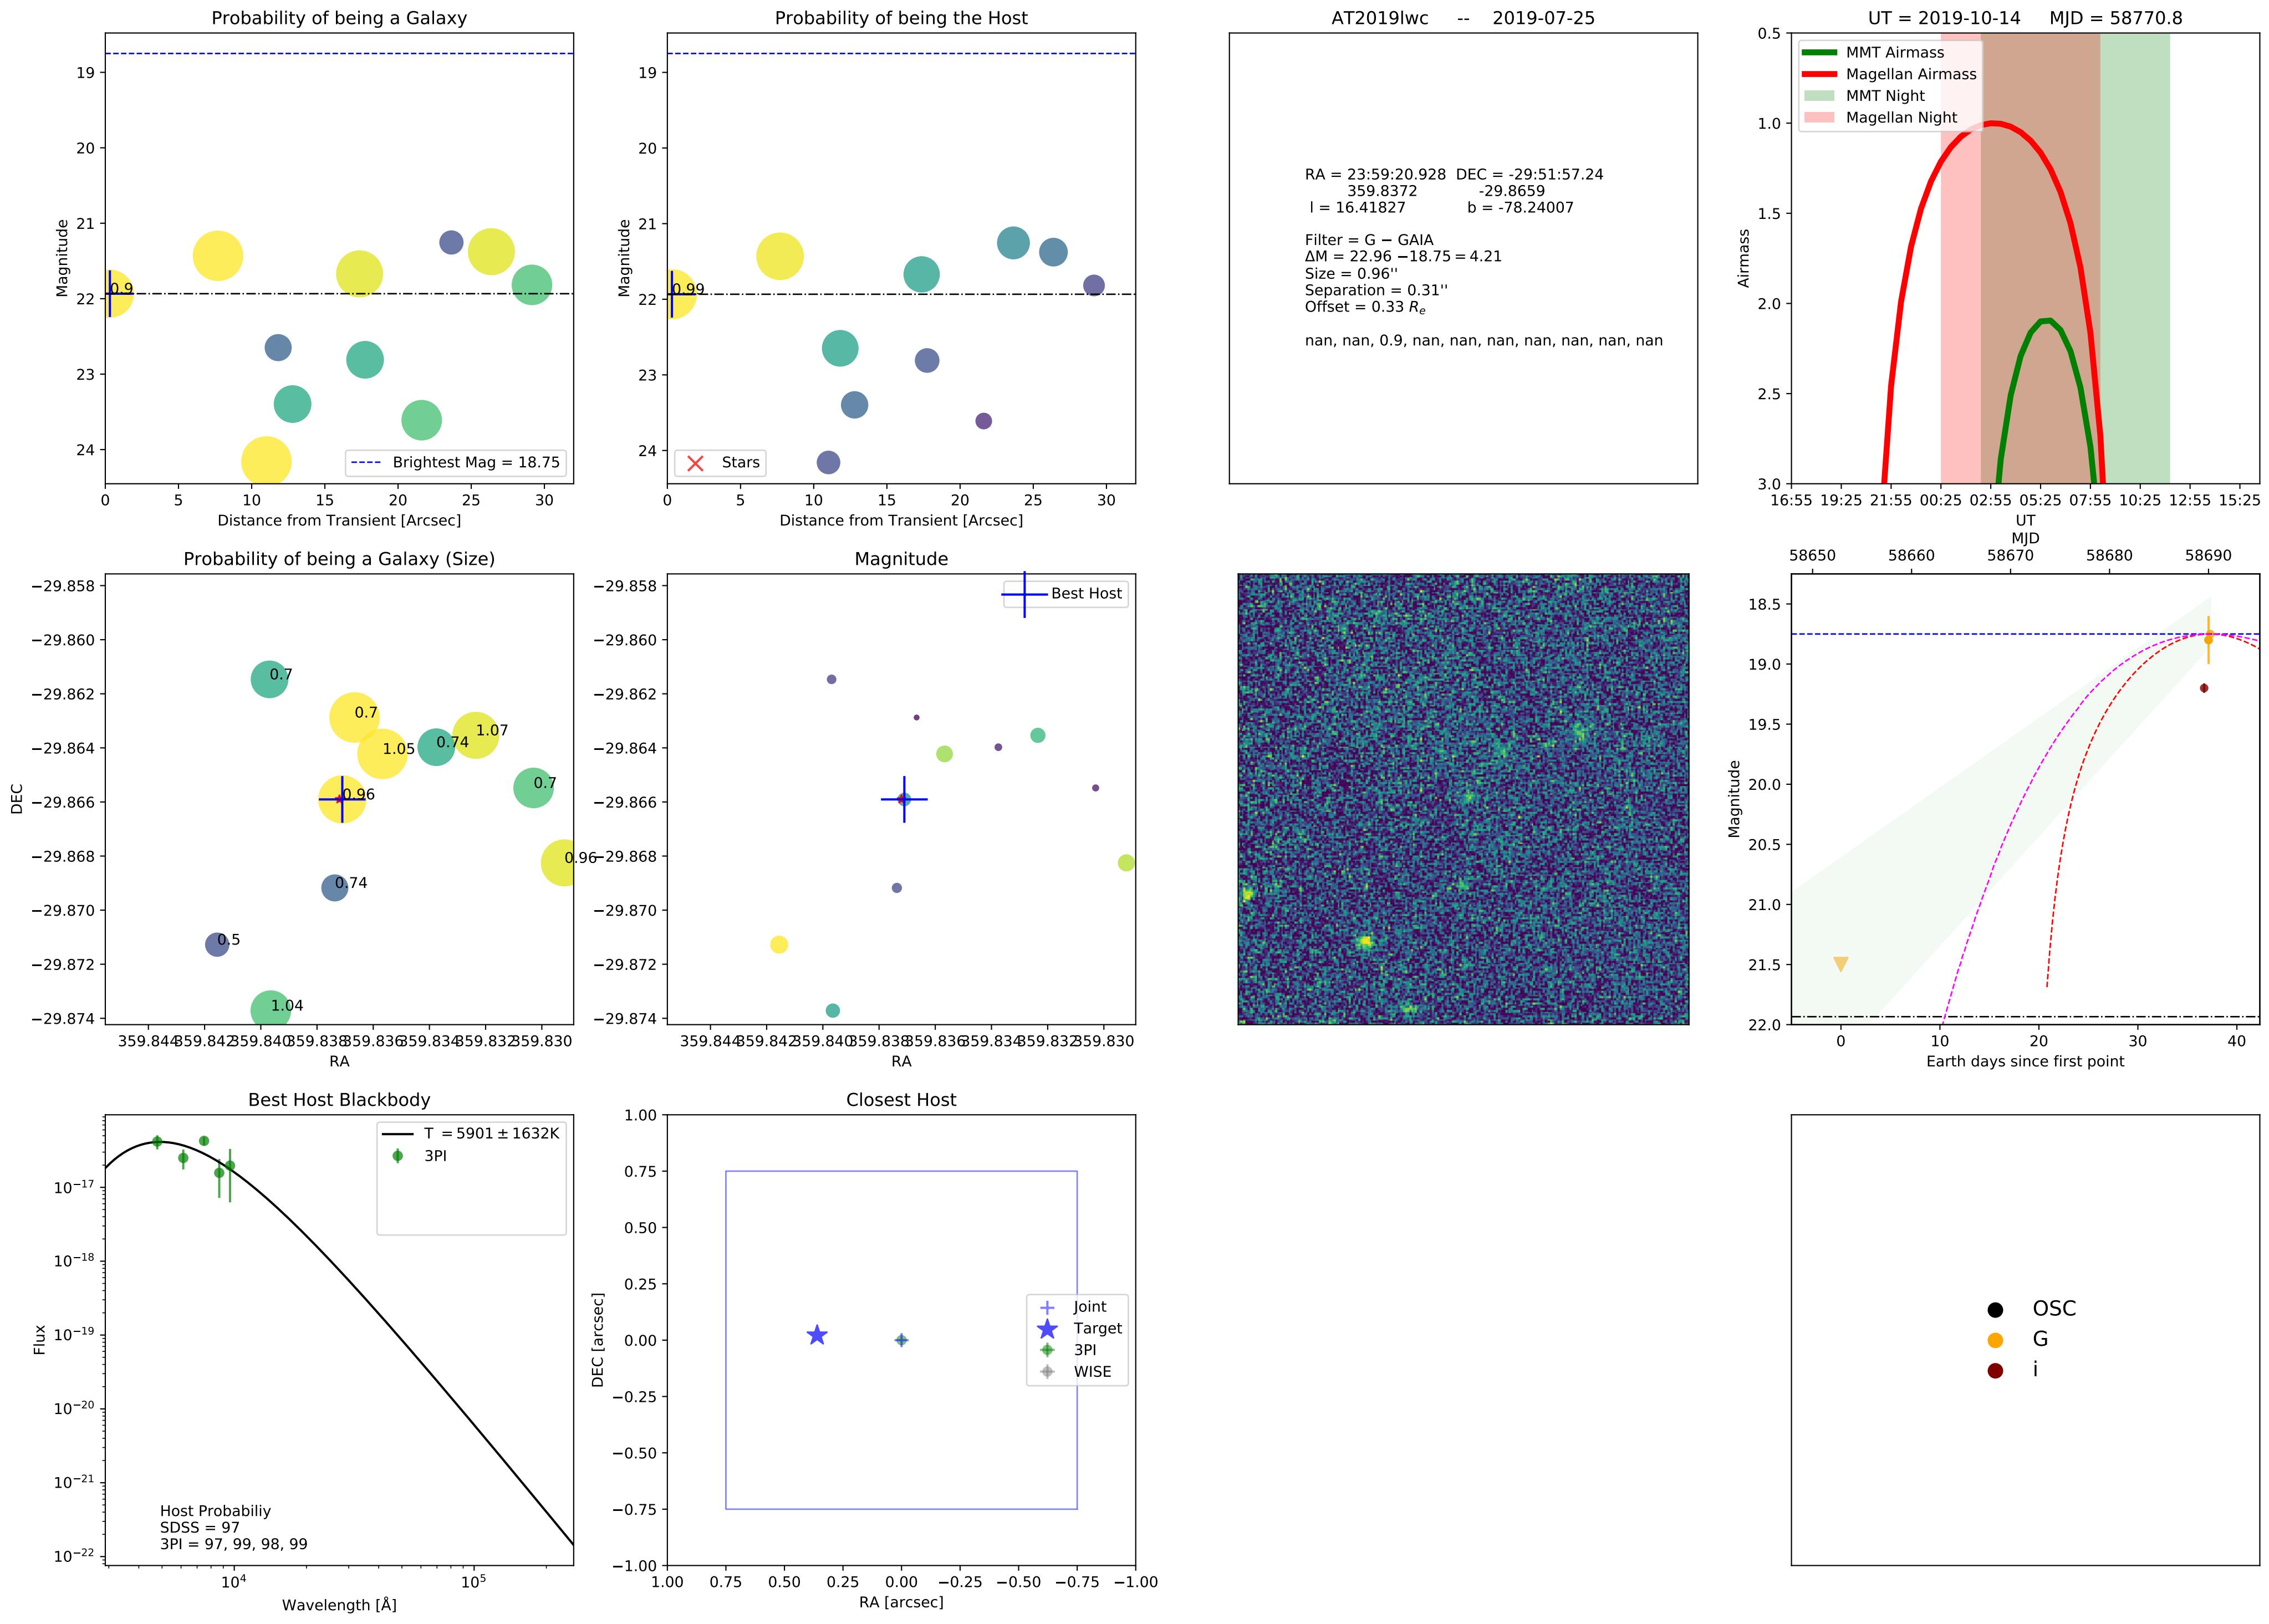 Probability of being a Galaxy
19
20
21
22
23
24
Magnitude
0.9
Brightest Mag = 18.75
0 5 10 15 20 25 30
Distance from Transient [Arcsec]
Probability of being the Host
19
20
21
22
23
24
Magnitude
0.99
Stars
0 5 10 15 20 25 30
Distance from Transient [Arcsec]
AT2019lwc -- 2019-07-25
RA = 23:59:20.928 DEC = -29:51:57.24
359.8372 -29.8659
l = 16.41827 b = -78.24007
Filter = G − GAIA
ΔM = 22.96 −18.75 = 4.21
Size = 0.96''
Separation = 0.31''
Offset = 0.33 Re
nan, nan, 0.9, nan, nan, nan, nan, nan, nan, nan
UT = 2019-10-14 MJD = 58770.8
MMT Airmass
Magellan Airmass
MMT Night
Magellan Night
0.5
1.0
1.5
2.0
2.5
3.0
Airmass
16:55 19:25 21:55 00:25 02:55 05:25 07:55 10:25 12:55 15:25
UT
Probability of being a Galaxy (Size)
−29.858
−29.860
−29.862
−29.864
−29.866
−29.868
−29.870
−29.872
−29.874
DEC
0.7
0.7
1.07
1.05
0.74
0.7
0.96
0.96
0.74
0.5
1.04
359.844 359.842 359.840 359.838 359.836 359.834 359.832 359.830
RA
Magnitude
Best Host
−29.858
−29.860
−29.862
−29.864
−29.866
−29.868
−29.870
−29.872
−29.874
359.844 359.842 359.840 359.838 359.836 359.834 359.832 359.830
RA
MJD
58650 58660 58670 58680 58690
18.5
19.0
19.5
20.0
20.5
21.0
21.5
22.0
Magnitude
0 10 20 30 40
Earth days since first point
Best Host Blackbody
T = 5901 ± 1632K
3PI
10−17
10−18
10−19
10−20
10−21
10−22
Flux
Host Probabiliy
SDSS = 97
3PI = 97, 99, 98, 99
104 105
Wavelength [Å]
Closest Host
1.00
0.75
0.50
0.25
0.00
−0.25
−0.50
−0.75
−1.00
DEC [arcsec]
Joint
Target
3PI
WISE
1.00 0.75 0.50 0.25 0.00 −0.25 −0.50 −0.75 −1.00
RA [arcsec]
OSC
G
i